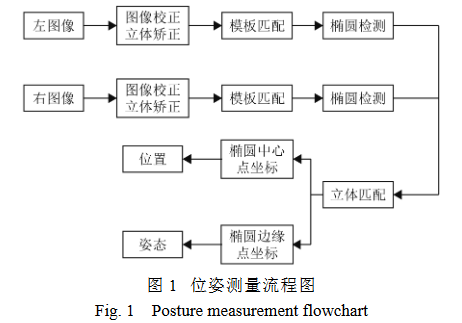 左图像
图像校正
立体矫正
模板匹配
椭圆检测
右图像
图像校正
立体矫正
模板匹配
椭圆检测
位置
椭圆中心
点坐标
立体匹配
姿态
椭圆边缘
点坐标
图 1 位姿测量流程图
Fig. 1 Posture measurement flowchart